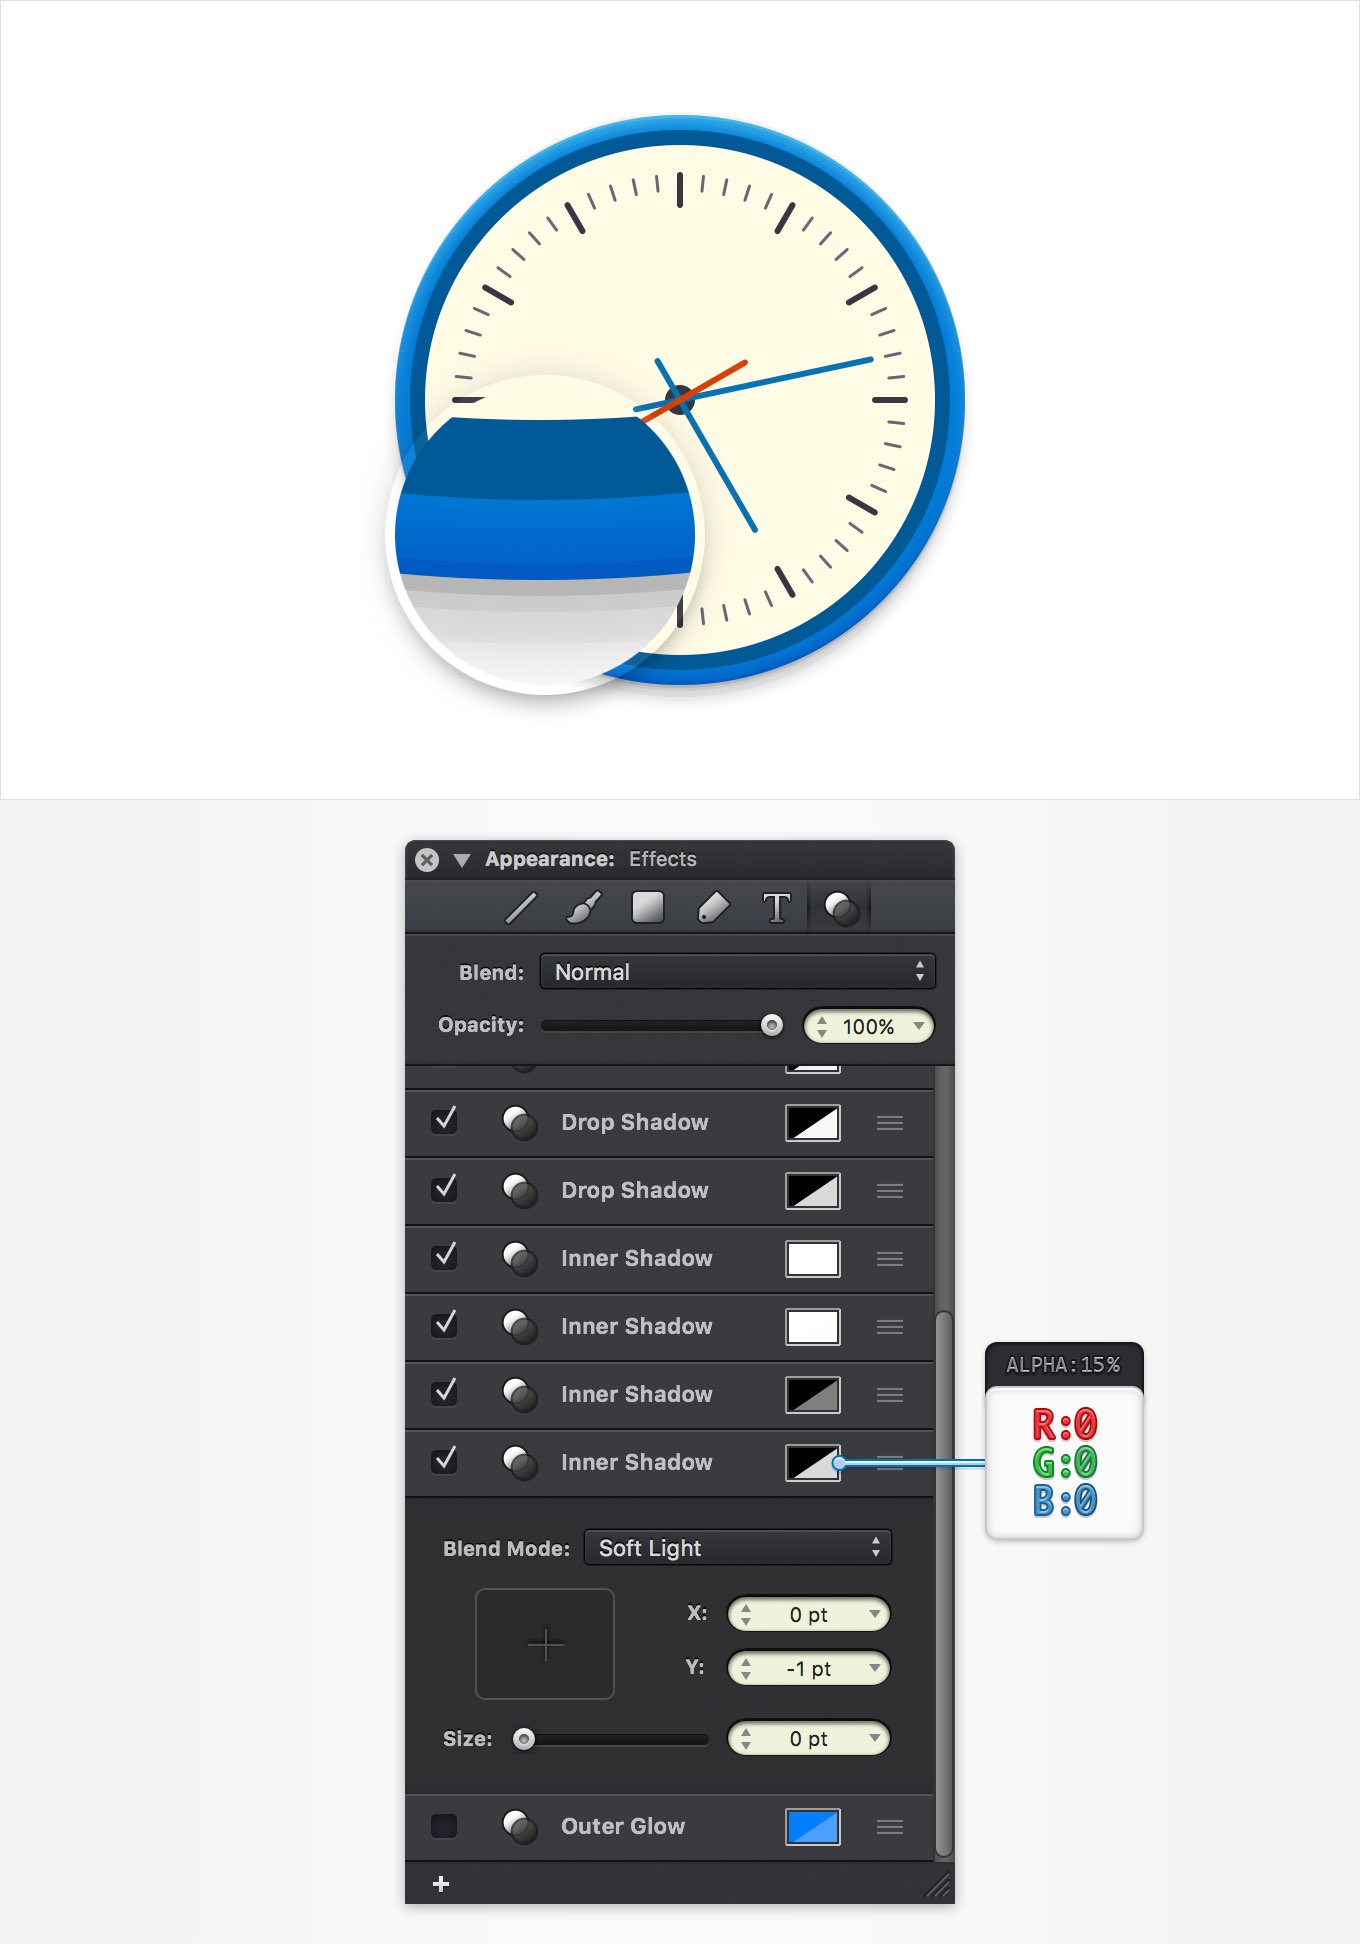 Appearance: Effects
T
Blend: Normal
Opacity: 100%
Drop Shadow
Drop Shadow
Inner Shadow
Inner Shadow
Inner Shadow
Inner Shadow
ALPHA:15%
R:0
G:0
B:0
Blend Mode: Soft Light
X: 0 pt
Y: -1 pt
Size: 0 pt
Outer Glow